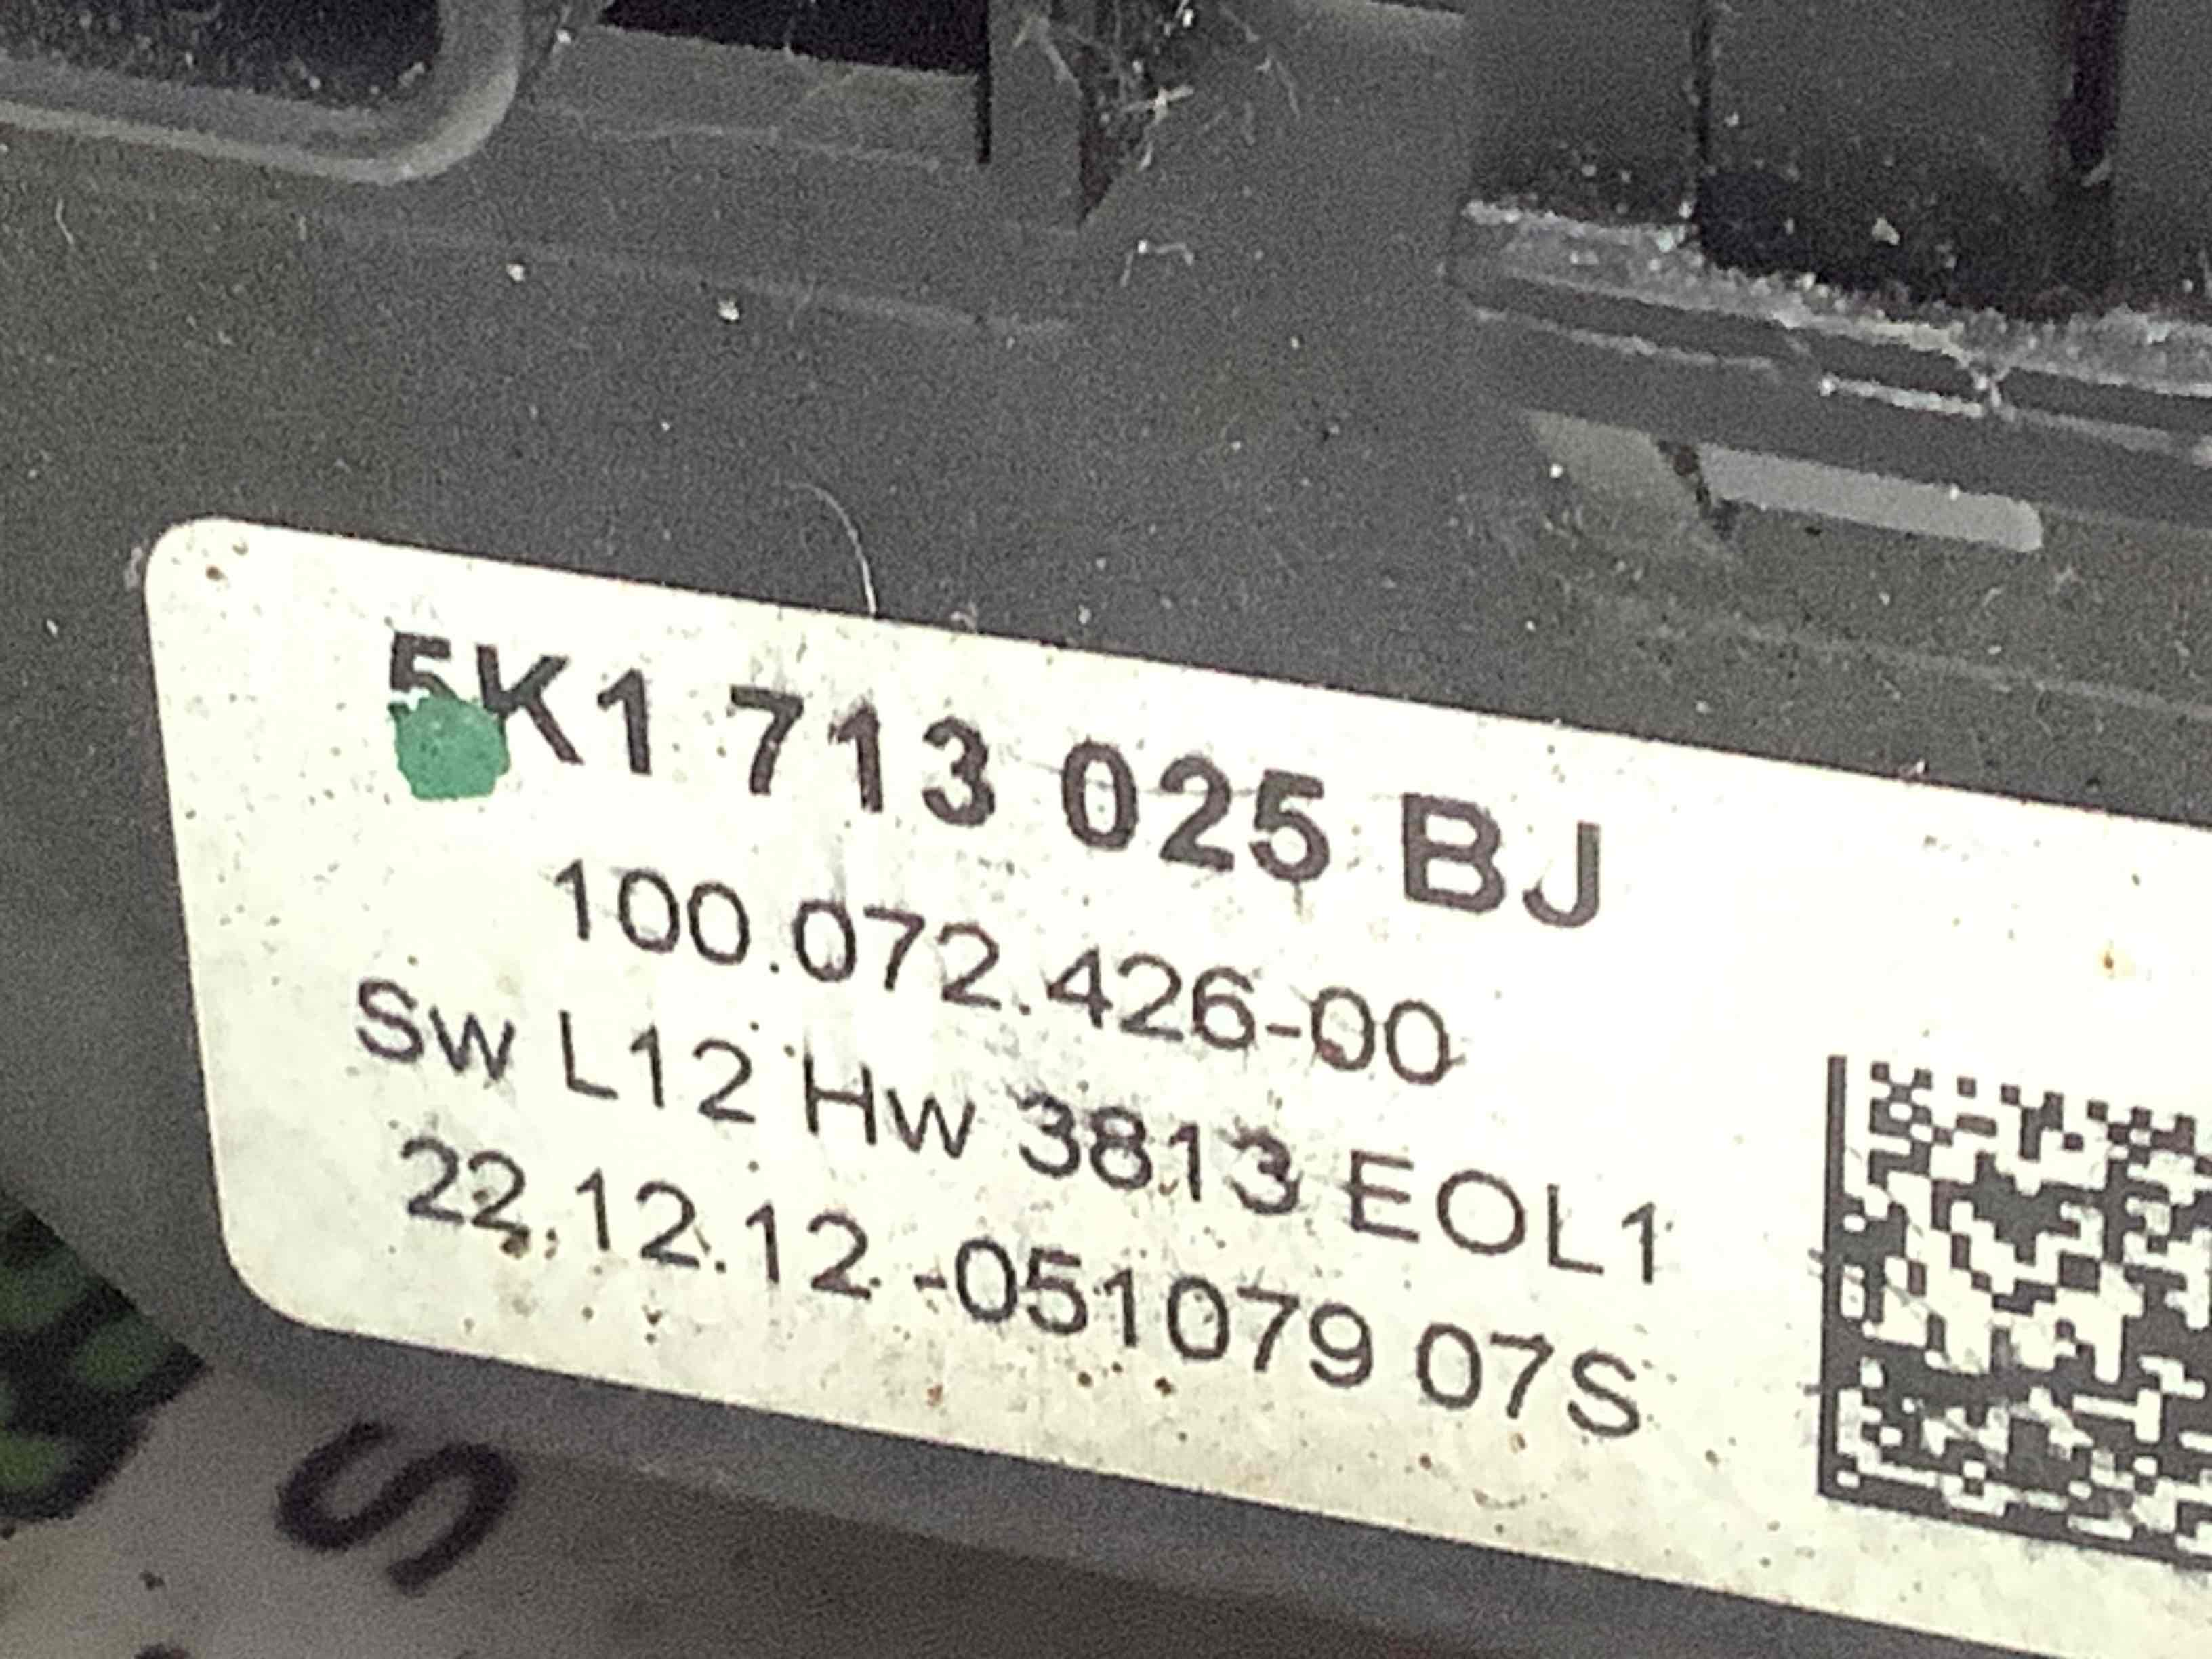 5K1 713 025 BJ
100.072.426-00
Sw L12 Hw 3813 EOL1
22.12.12 -051079 07S
S